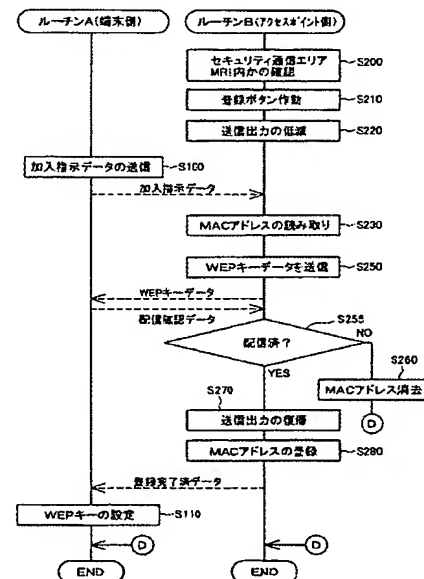 ルーチンA(端末側)
ルーチンB(アクセスポイント側)
セキュリティ通信エリア
MR1内かの確認
S200
登録ボタン作動
S210
送信出力の低減
S220
加入指示データの送信
S100
加入指示データ
MACアドレスの読み取り
S230
WEPキーデータを送信
S250
WEPキーデータ
配信確認データ
S255
配信済?
NO
YES
S260
MACアドレス消去
D
S270
送信出力の復帰
MACアドレスの登録
S280
登録完了済データ
WEPキーの設定
S110
D
D
END
END